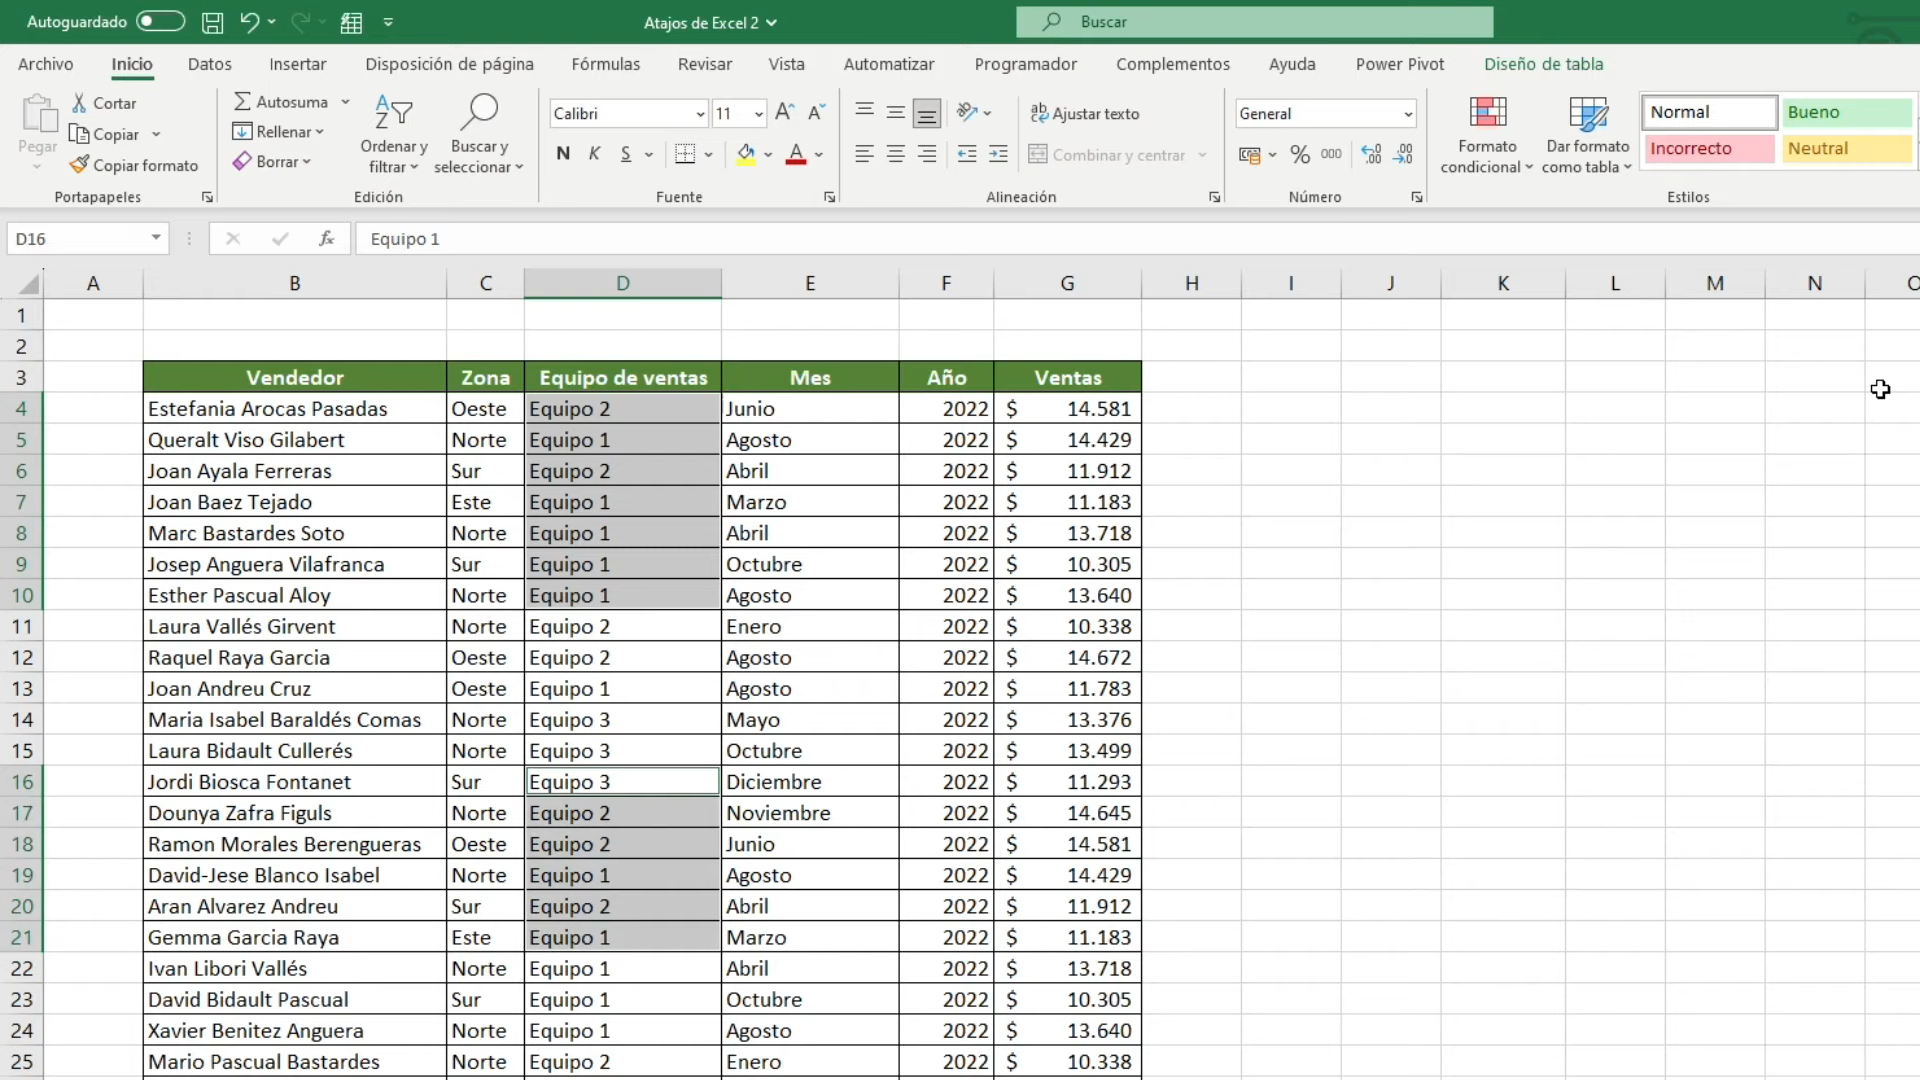 Autoguardado
Atajos de Excel 2
Buscar
Archivo Inicio Datos Insertar Disposición de página Fórmulas Revisar Vista Automatizar Programador Complementos Ayuda Power Pivot Diseño de tabla
Pegar
Cortar
Copiar
Copiar formato
Portapapeles
Autosuma
Rellenar
Borrar
Ordenar y filtrar
Buscar y seleccionar
Edición
Calibri 11
N K S
Fuente
Ajustar texto
Combinar y centrar
Alineación
General
% 000
Número
Formato condicional
Dar formato como tabla
Normal Bueno
Incorrecto Neutral
Estilos
D16 fx Equipo 1
A B C D E F G H I J K L M N O
1
2
3 Vendedor Zona Equipo de ventas Mes Año Ventas
4 Estefania Arocas Pasadas Oeste Equipo 2 Junio 2022 $ 14.581
5 Queralt Viso Gilabert Norte Equipo 1 Agosto 2022 $ 14.429
6 Joan Ayala Ferreras Sur Equipo 2 Abril 2022 $ 11.912
7 Joan Baez Tejado Este Equipo 1 Marzo 2022 $ 11.183
8 Marc Bastardes Soto Norte Equipo 1 Abril 2022 $ 13.718
9 Josep Anguera Vilafranca Sur Equipo 1 Octubre 2022 $ 10.305
10 Esther Pascual Aloy Norte Equipo 1 Agosto 2022 $ 13.640
11 Laura Vallés Girvent Norte Equipo 2 Enero 2022 $ 10.338
12 Raquel Raya Garcia Oeste Equipo 2 Agosto 2022 $ 14.672
13 Joan Andreu Cruz Oeste Equipo 1 Agosto 2022 $ 11.783
14 Maria Isabel Baraldés Comas Norte Equipo 3 Mayo 2022 $ 13.376
15 Laura Bidault Cullerés Norte Equipo 3 Octubre 2022 $ 13.499
16 Jordi Biosca Fontanet Sur Equipo 3 Diciembre 2022 $ 11.293
17 Dounya Zafra Figuls Norte Equipo 2 Noviembre 2022 $ 14.645
18 Ramon Morales Berengueras Oeste Equipo 2 Junio 2022 $ 14.581
19 David-Jese Blanco Isabel Norte Equipo 1 Agosto 2022 $ 14.429
20 Aran Alvarez Andreu Sur Equipo 2 Abril 2022 $ 11.912
21 Gemma Garcia Raya Este Equipo 1 Marzo 2022 $ 11.183
22 Ivan Libori Vallés Norte Equipo 1 Abril 2022 $ 13.718
23 David Bidault Pascual Sur Equipo 1 Octubre 2022 $ 10.305
24 Xavier Benitez Anguera Norte Equipo 1 Agosto 2022 $ 13.640
25 Mario Pascual Bastardes Norte Equipo 2 Enero 2022 $ 10.338